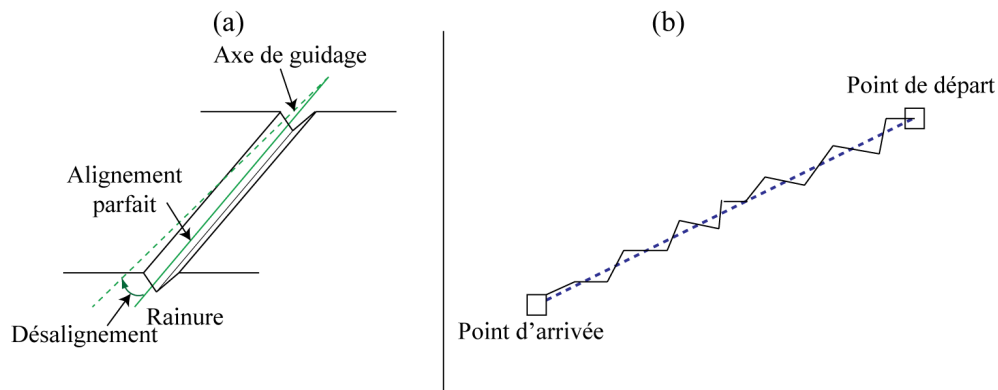 (a)
Axe de guidage
Alignement
parfait
Désalignement
Rainure
(b)
Point de départ
Point d’arrivée